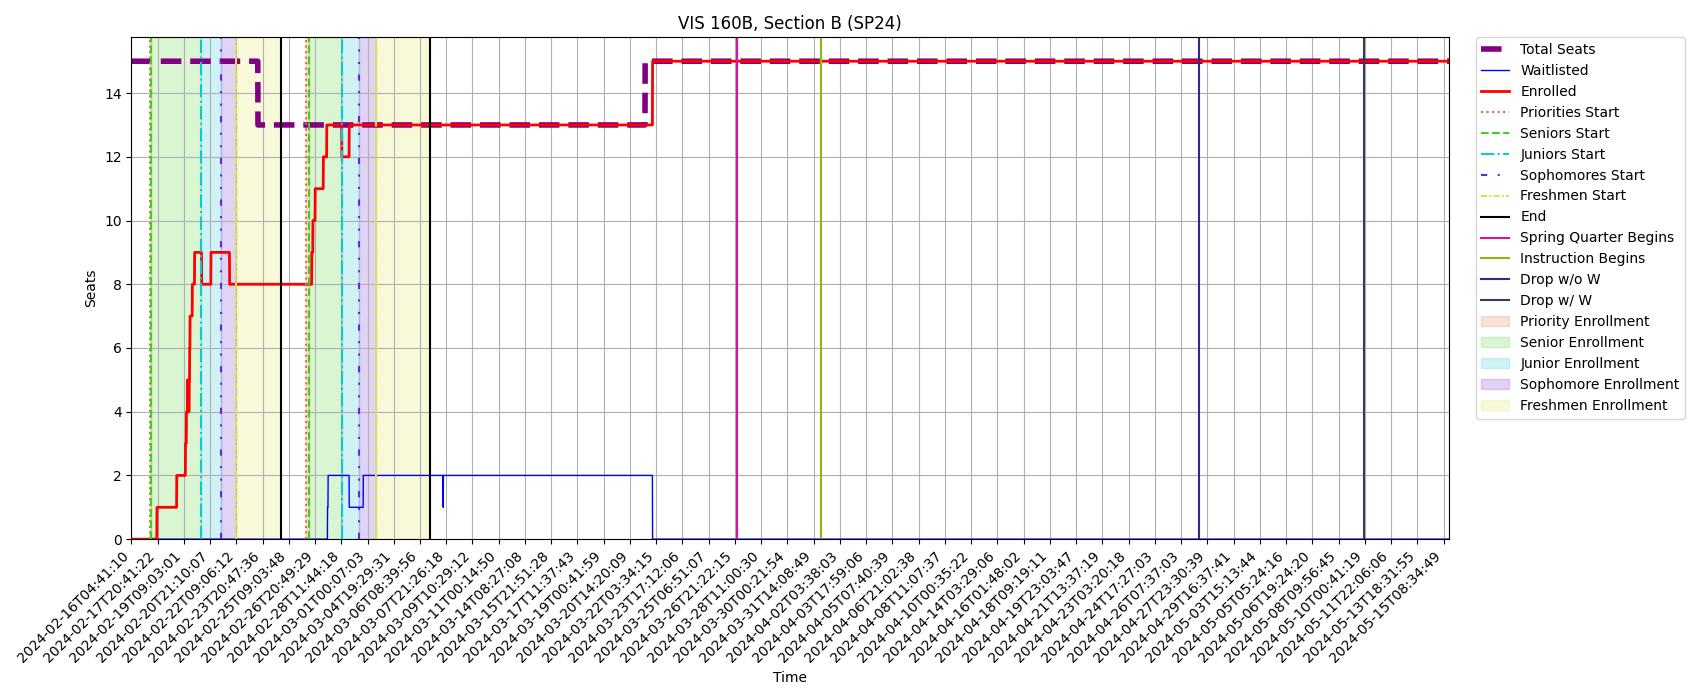 VIS 160B, Section B (SP24)
Seats
14
12
10
8
6
4
2
0
2024-02-16T04:41:10
2024-02-17T20:41:22
2024-02-19T09:03:01
2024-02-20T21:10:07
2024-02-22T09:06:12
2024-02-23T20:47:36
2024-02-25T09:03:48
2024-02-26T20:49:29
2024-02-28T11:44:18
2024-03-01T00:07:03
2024-03-04T19:29:31
2024-03-06T08:39:56
2024-03-07T21:26:18
2024-03-09T10:29:12
2024-03-11T00:14:50
2024-03-14T08:27:08
2024-03-15T21:51:28
2024-03-17T11:37:43
2024-03-19T00:41:59
2024-03-20T14:20:09
2024-03-22T03:34:15
2024-03-23T17:12:06
2024-03-25T06:51:07
2024-03-26T21:22:15
2024-03-28T11:00:30
2024-03-30T00:21:54
2024-03-31T14:08:49
2024-04-02T03:38:03
2024-04-03T17:59:06
2024-04-05T07:40:39
2024-04-06T21:02:38
2024-04-08T11:07:37
2024-04-10T00:35:22
2024-04-14T03:29:06
2024-04-16T01:48:02
2024-04-18T09:19:11
2024-04-19T23:03:47
2024-04-21T13:37:19
2024-04-23T03:20:18
2024-04-24T17:27:03
2024-04-26T07:37:03
2024-04-27T23:30:39
2024-04-29T16:37:41
2024-05-03T15:13:44
2024-05-05T05:24:16
2024-05-06T19:24:20
2024-05-08T09:56:45
2024-05-10T00:41:19
2024-05-11T22:06:06
2024-05-13T18:31:55
2024-05-15T08:34:49
Time
Total Seats
Waitlisted
Enrolled
Priorities Start
Seniors Start
Juniors Start
Sophomores Start
Freshmen Start
End
Spring Quarter Begins
Instruction Begins
Drop w/o W
Drop w/ W
Priority Enrollment
Senior Enrollment
Junior Enrollment
Sophomore Enrollment
Freshmen Enrollment